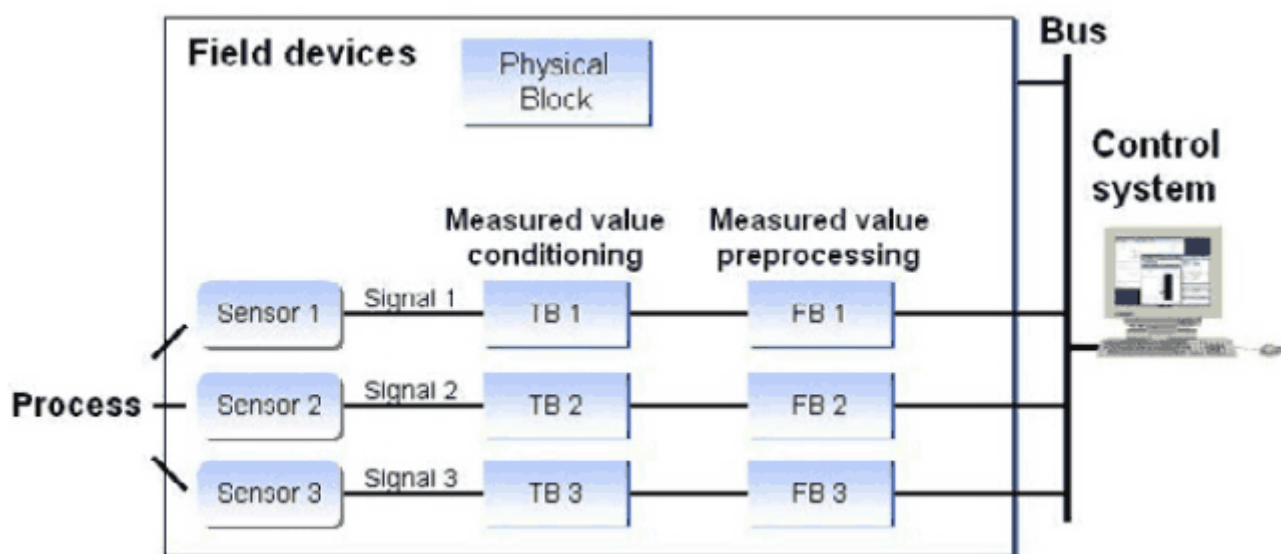 Field devices
Physical
Block
Bus
Control
system
Measured value
conditioning
Measured value
preprocessing
Process
Sensor 1
Signal 1
TB 1
FB 1
Sensor 2
Signal 2
TB 2
FB 2
Sensor 3
Signal 3
TB 3
FB 3